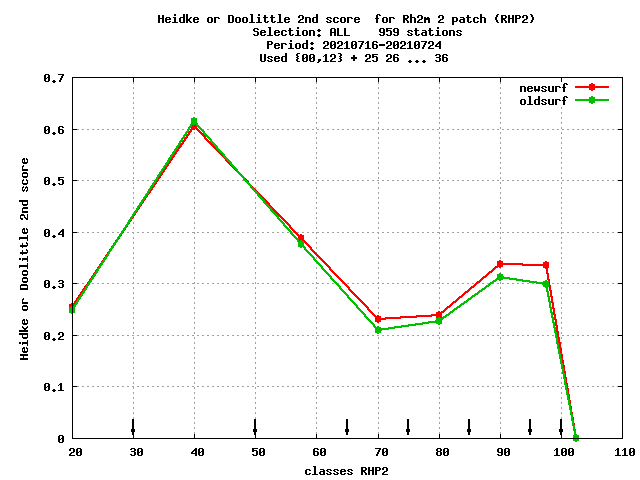 Heidke or Doolittle 2nd score  for Rh2m 2 patch (RHP2)
Selection: ALL    959 stations
Period: 20210716-20210724
Used {00,12} + 25 26 ... 36
0.7
newsurf
oldsurf
0.6
0.5
0.4
0.3
0.2
0.1
0
Heidke or Doolittle 2nd score
20 30 40 50 60 70 80 90 100 110
classes RHP2